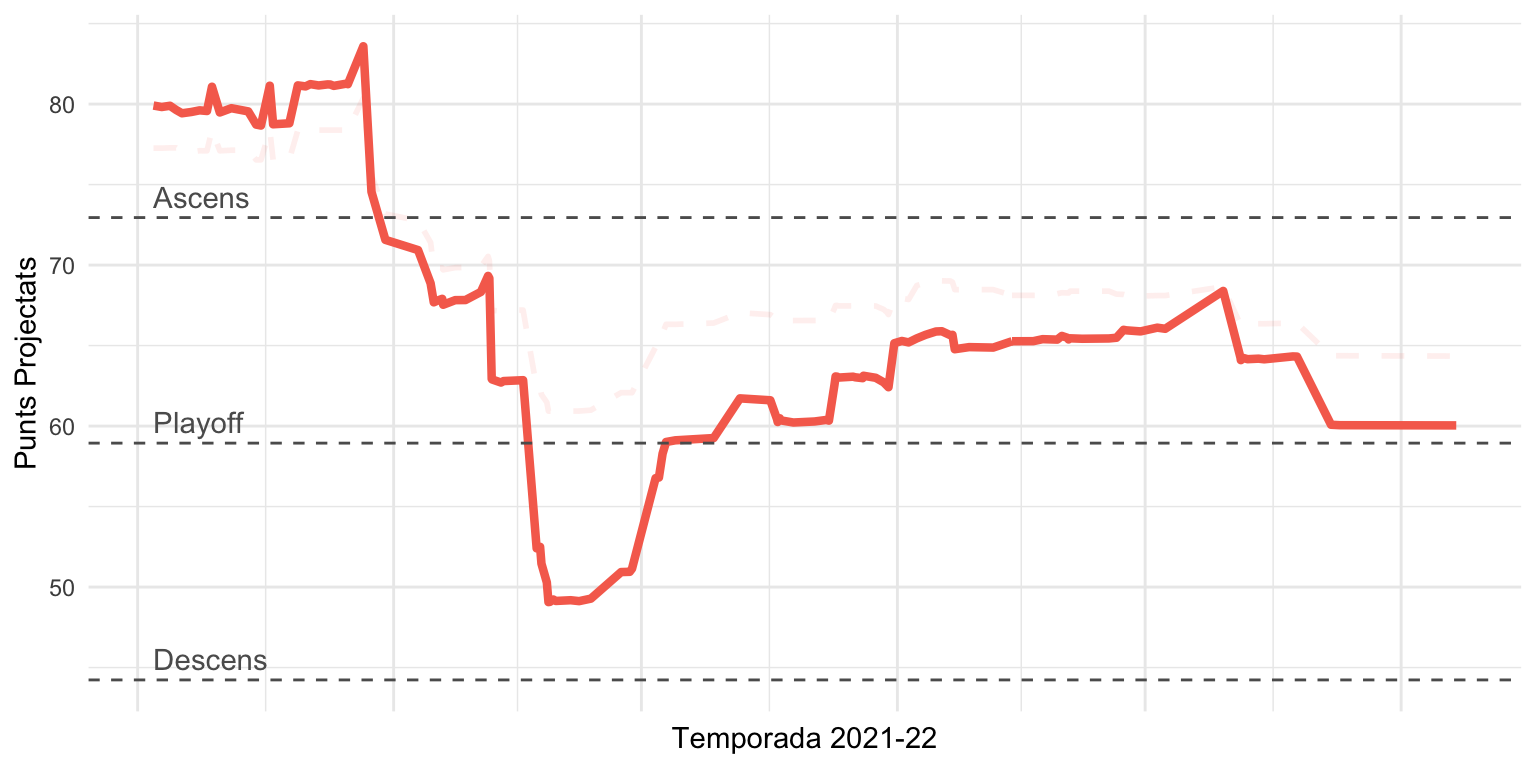 Punts Projectats
80
70
60
50
Ascens
Playoff
Descens
Temporada 2021-22